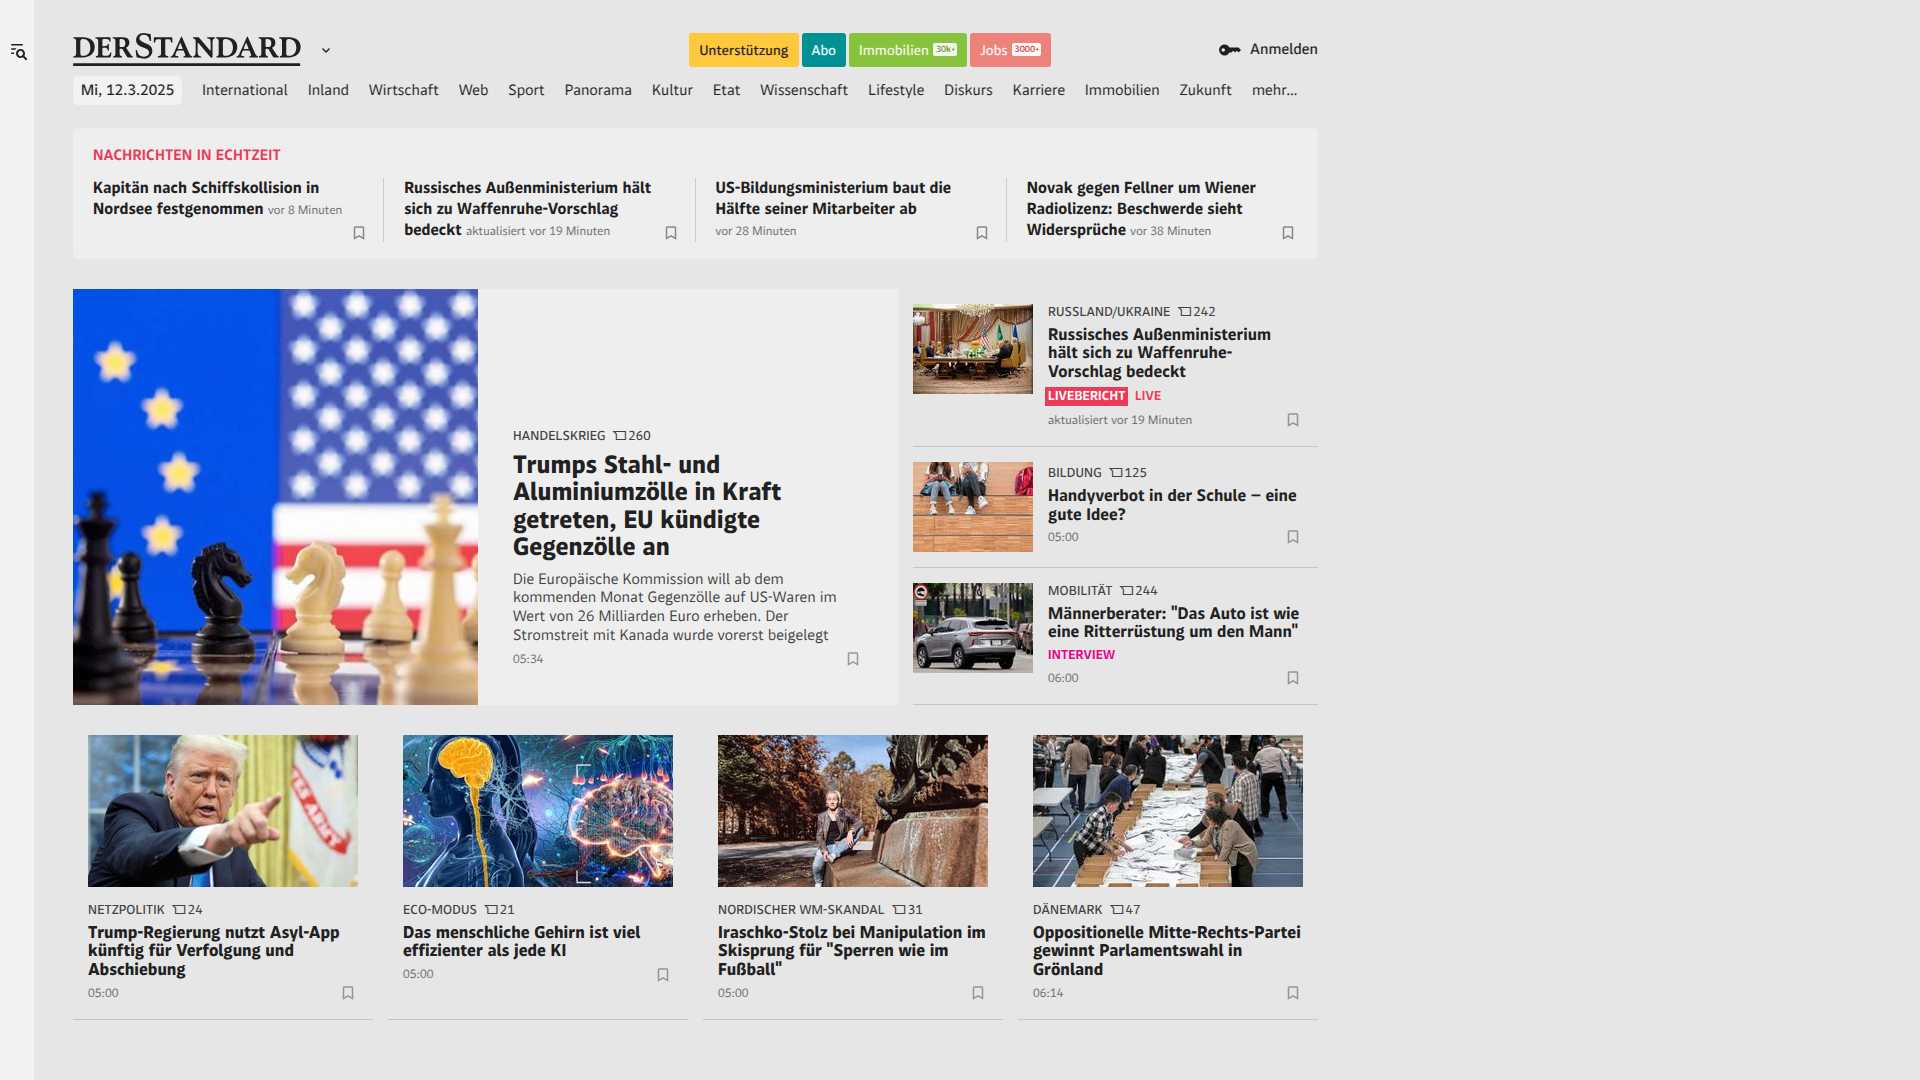 DERSTANDARD
Unterstützung
Abo
Immobilien 30k+
Jobs 3000+
Anmelden
Mi, 12.3.2025 International Inland Wirtschaft Web Sport Panorama Kultur Etat Wissenschaft Lifestyle Diskurs Karriere Immobilien Zukunft mehr...
NACHRICHTEN IN ECHTZEIT
Kapitän nach Schiffskollision in
Nordsee festgenommen vor 8 Minuten
Russisches Außenministerium hält
sich zu Waffenruhe-Vorschlag
bedeckt aktualisiert vor 19 Minuten
US-Bildungsministerium baut die
Hälfte seiner Mitarbeiter ab
vor 28 Minuten
Novak gegen Fellner um Wiener
Radiolizenz: Beschwerde sieht
Widersprüche vor 38 Minuten
HANDELSKRIEG 260
Trumps Stahl- und
Aluminiumzölle in Kraft
getreten, EU kündigte
Gegenzölle an
Die Europäische Kommission will ab dem
kommenden Monat Gegenzölle auf US-Waren im
Wert von 26 Milliarden Euro erheben. Der
Stromstreit mit Kanada wurde vorerst beigelegt
05:34
RUSSLAND/UKRAINE 242
Russisches Außenministerium
hält sich zu Waffenruhe-
Vorschlag bedeckt
LIVEBERICHT LIVE
aktualisiert vor 19 Minuten
BILDUNG 125
Handyverbot in der Schule – eine
gute Idee?
05:00
MOBILITÄT 244
Männerberater: "Das Auto ist wie
eine Ritterrüstung um den Mann"
INTERVIEW
06:00
NETZPOLITIK 24
Trump-Regierung nutzt Asyl-App
künftig für Verfolgung und
Abschiebung
05:00
ECO-MODUS 21
Das menschliche Gehirn ist viel
effizienter als jede KI
05:00
NORDISCHER WM-SKANDAL 31
Iraschko-Stolz bei Manipulation im
Skisprung für "Sperren wie im
Fußball"
05:00
DÄNEMARK 47
Oppositionelle Mitte-Rechts-Partei
gewinnt Parlamentswahl in
Grönland
06:14